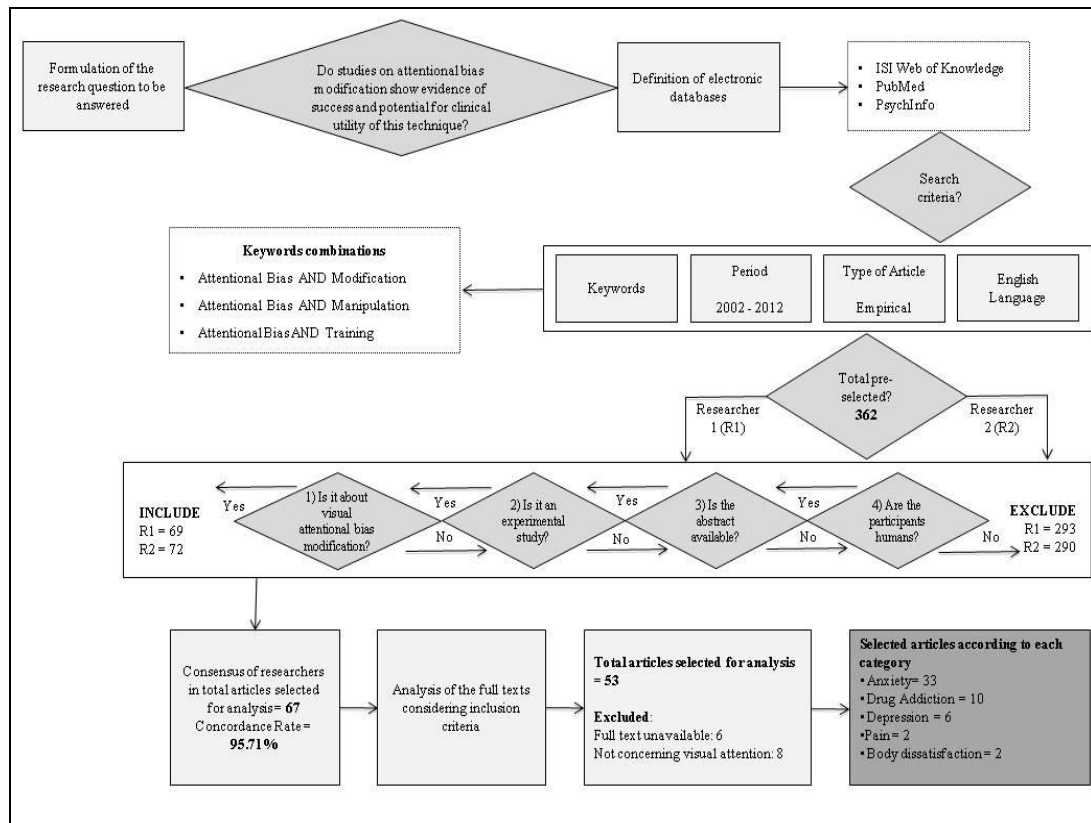 Formulation of the
research question to be
answered
Do studies on attentional bias
modification show evidence of
success and potential for clinical
utility of this technique?
Definition of electronic
databases
▪ ISI Web of Knowledge
▪ PubMed
▪ PsychInfo
Search
criteria?
Keywords combinations
▪ Attentional Bias AND Modification
▪ Attentional Bias AND Manipulation
▪ Attentional Bias AND Training
Keywords
Period
2002 - 2012
Type of Article
Empirical
English
Language
Total pre-
selected?
362
Researcher
1 (R1)
Researcher
2 (R2)
INCLUDE
R1 = 69
R2 = 72
Yes
1) Is it about
visual
attentional bias
modification?
No
Yes
2) Is it an
experimental
study?
No
Yes
3) Is the
abstract
available?
No
Yes
4) Are the
participants
humans?
No
EXCLUDE
R1 = 293
R2 = 290
Consensus of researchers
in total articles selected
for analysis = 67
Concordance Rate =
95.71%
Analysis of the full texts
considering inclusion
criteria
Total articles selected for analysis
= 53
Excluded:
Full text unavailable: 6
Not concerning visual attention: 8
Selected articles according to each
category
•Anxiety= 33
•Drug Addiction = 10
•Depression = 6
•Pain = 2
•Body dissatisfaction = 2